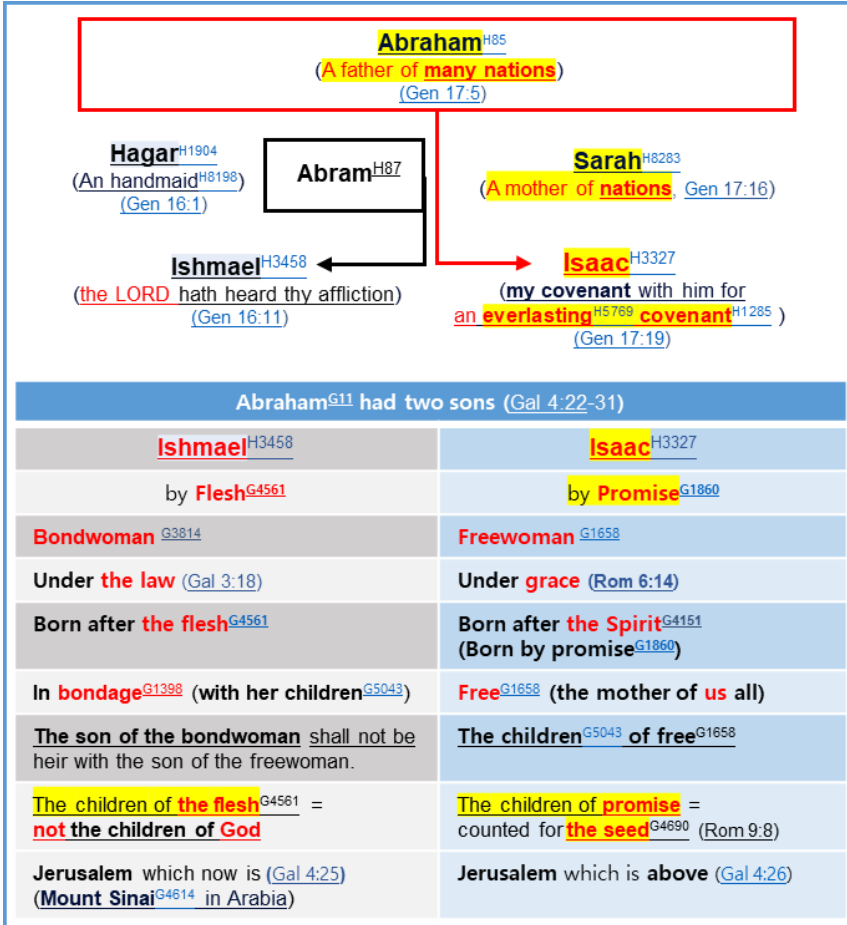 AbrahamH85
(A father of many nations)
(Gen 17:5)
HagarH1904
(An handmaidH8198)
(Gen 16:1)
AbramH87
SarahH8283
(A mother of nations, Gen 17:16)
IshmaelH3458
(the LORD hath heard thy affliction)
(Gen 16:11)
IsaacH3327
(my covenant with him for
an everlastingH5769 covenantH1285 )
(Gen 17:19)
AbrahamG11 had two sons (Gal 4:22-31)
IshmaelH3458
IsaacH3327
by FleshG4561
by PromiseG1860
Bondwoman G3814
Freewoman G1658
Under the law (Gal 3:18)
Under grace (Rom 6:14)
Born after the fleshG4561
Born after the SpiritG4151
(Born by promiseG1860)
In bondageG1398 (with her childrenG5043)
FreeG1658 (the mother of us all)
The son of the bondwoman shall not be
heir with the son of the freewoman.
The childrenG5043 of freeG1658
The children of the fleshG4561 =
not the children of God
The children of promise =
counted for the seedG4690 (Rom 9:8)
Jerusalem which now is (Gal 4:25)
(Mount SinaiG4614 in Arabia)
Jerusalem which is above (Gal 4:26)